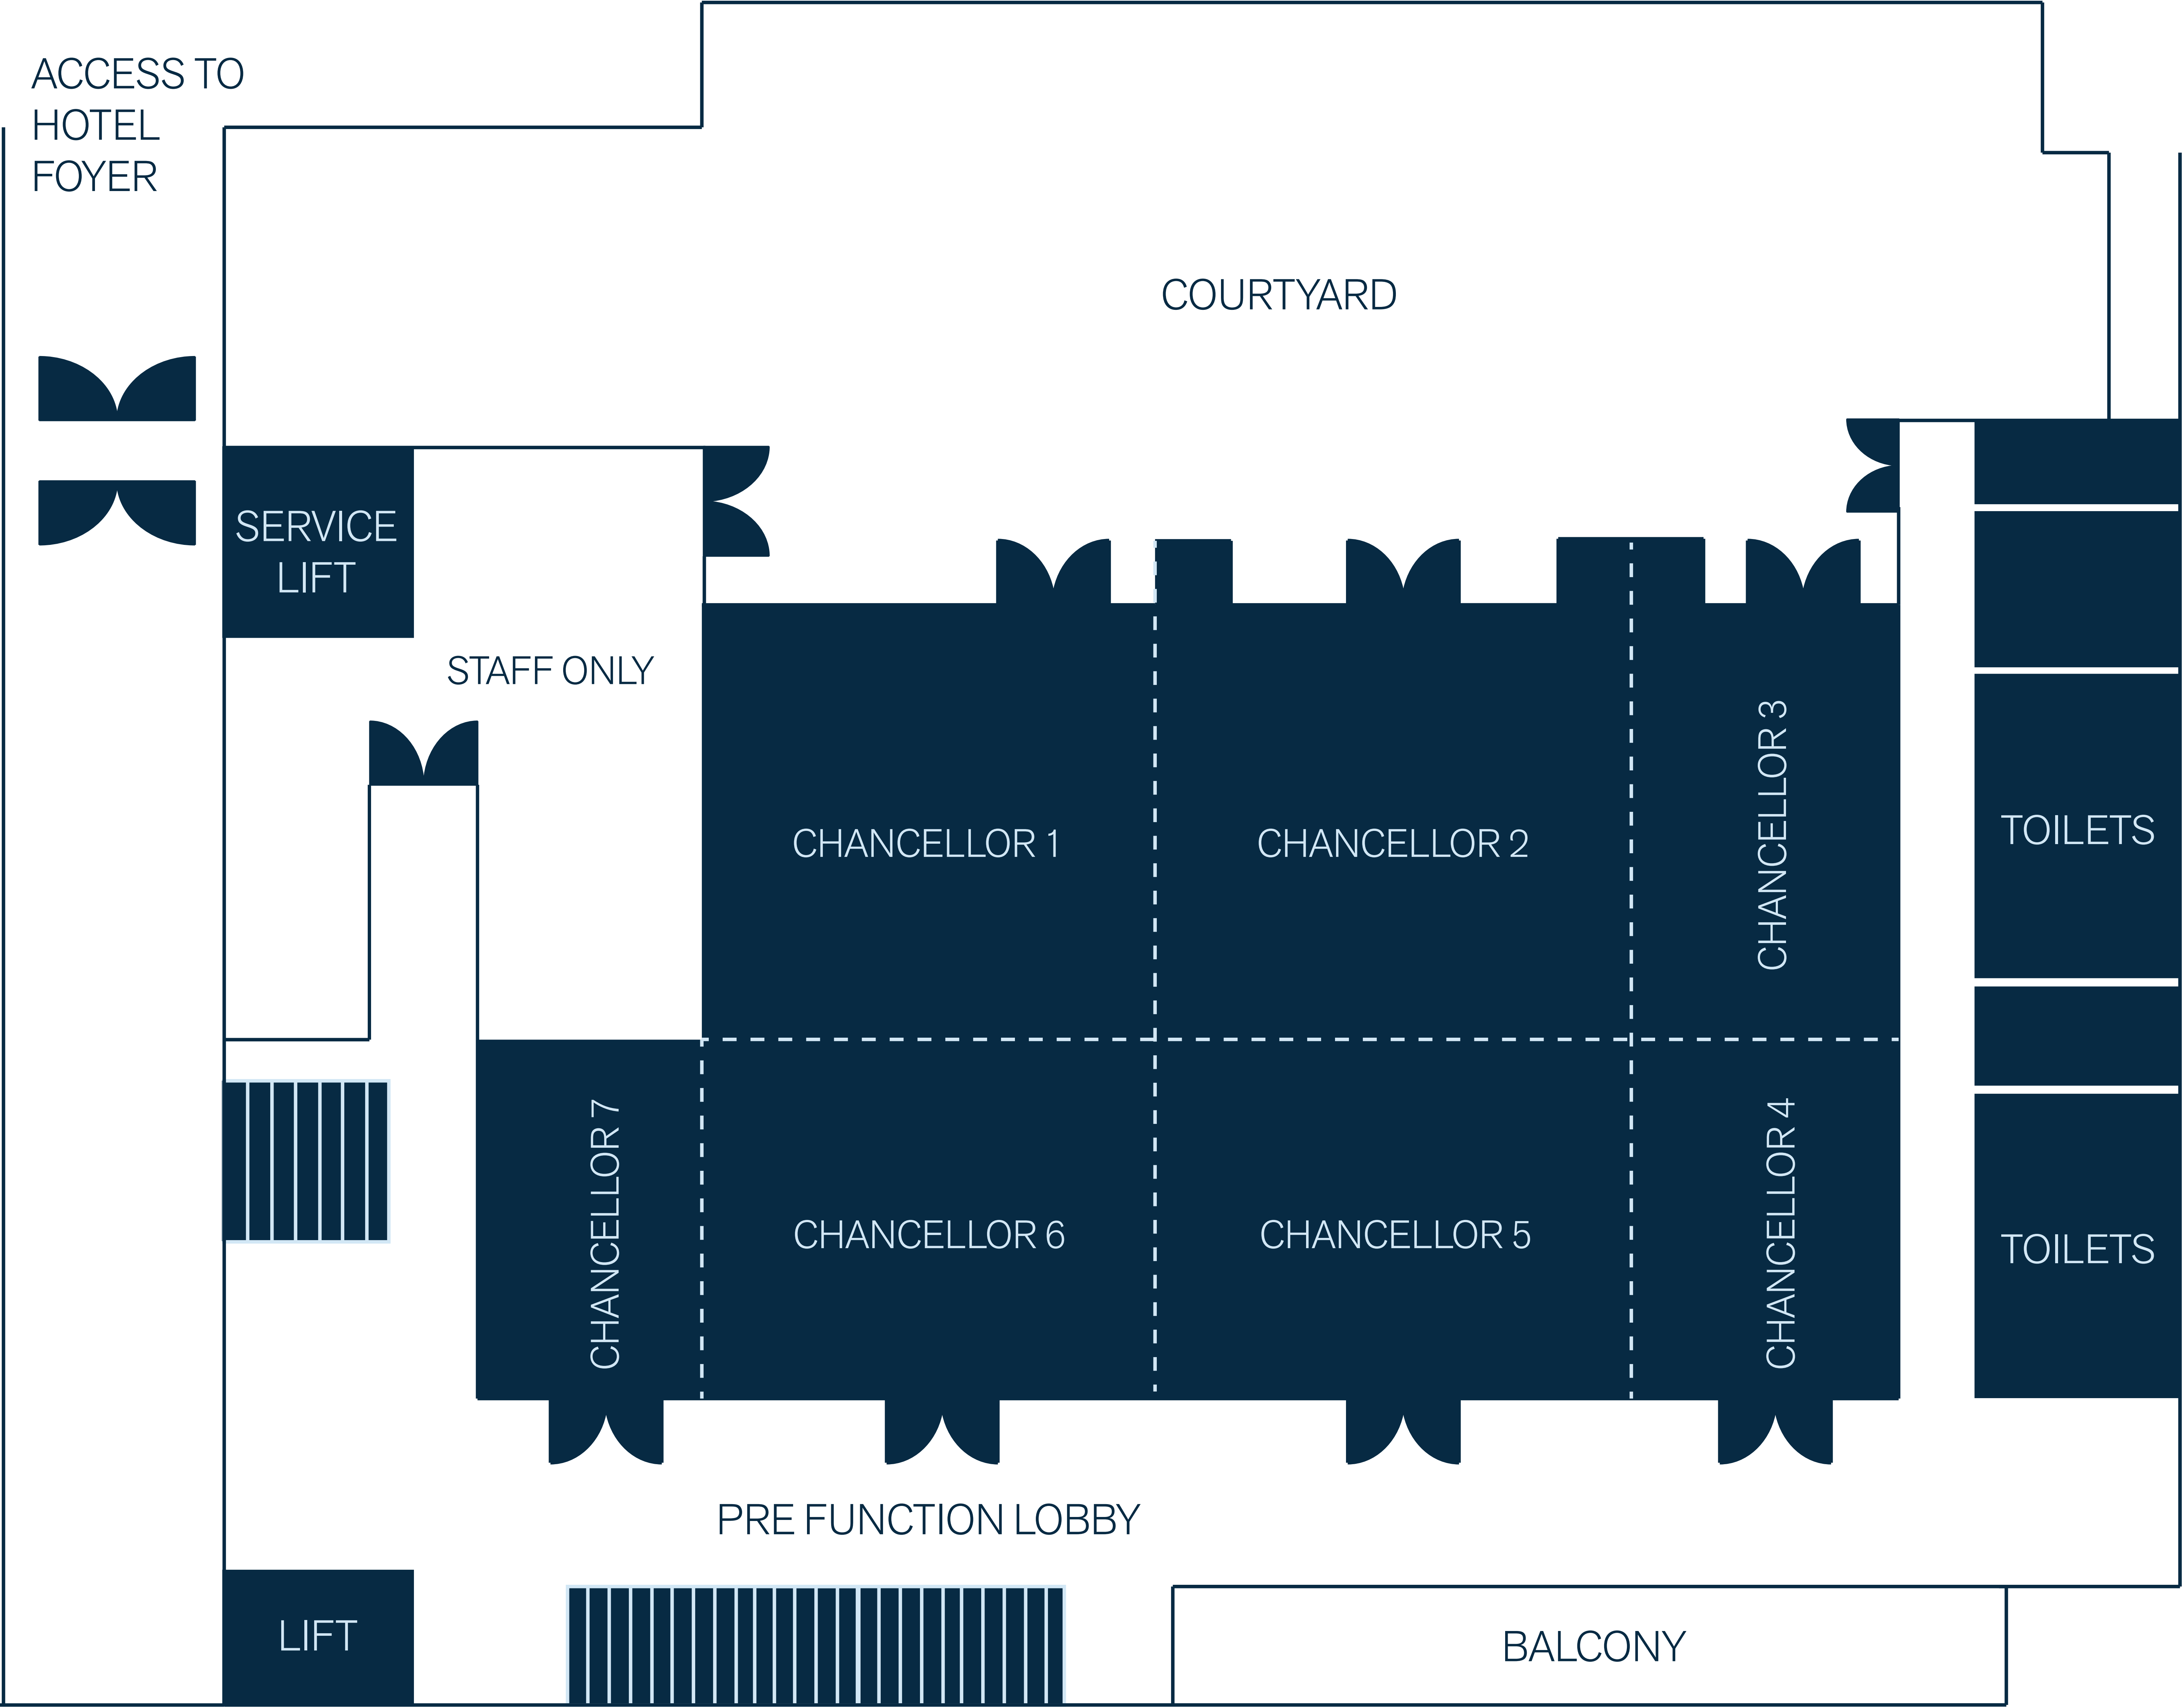 ACCESS TO
HOTEL
FOYER
COURTYARD
SERVICE
LIFT
STAFF ONLY
CHANCELLOR 1
CHANCELLOR 2
CHANCELLOR 3
TOILETS
CHANCELLOR 7
CHANCELLOR 6
CHANCELLOR 5
CHANCELLOR 4
TOILETS
PRE FUNCTION LOBBY
LIFT
BALCONY